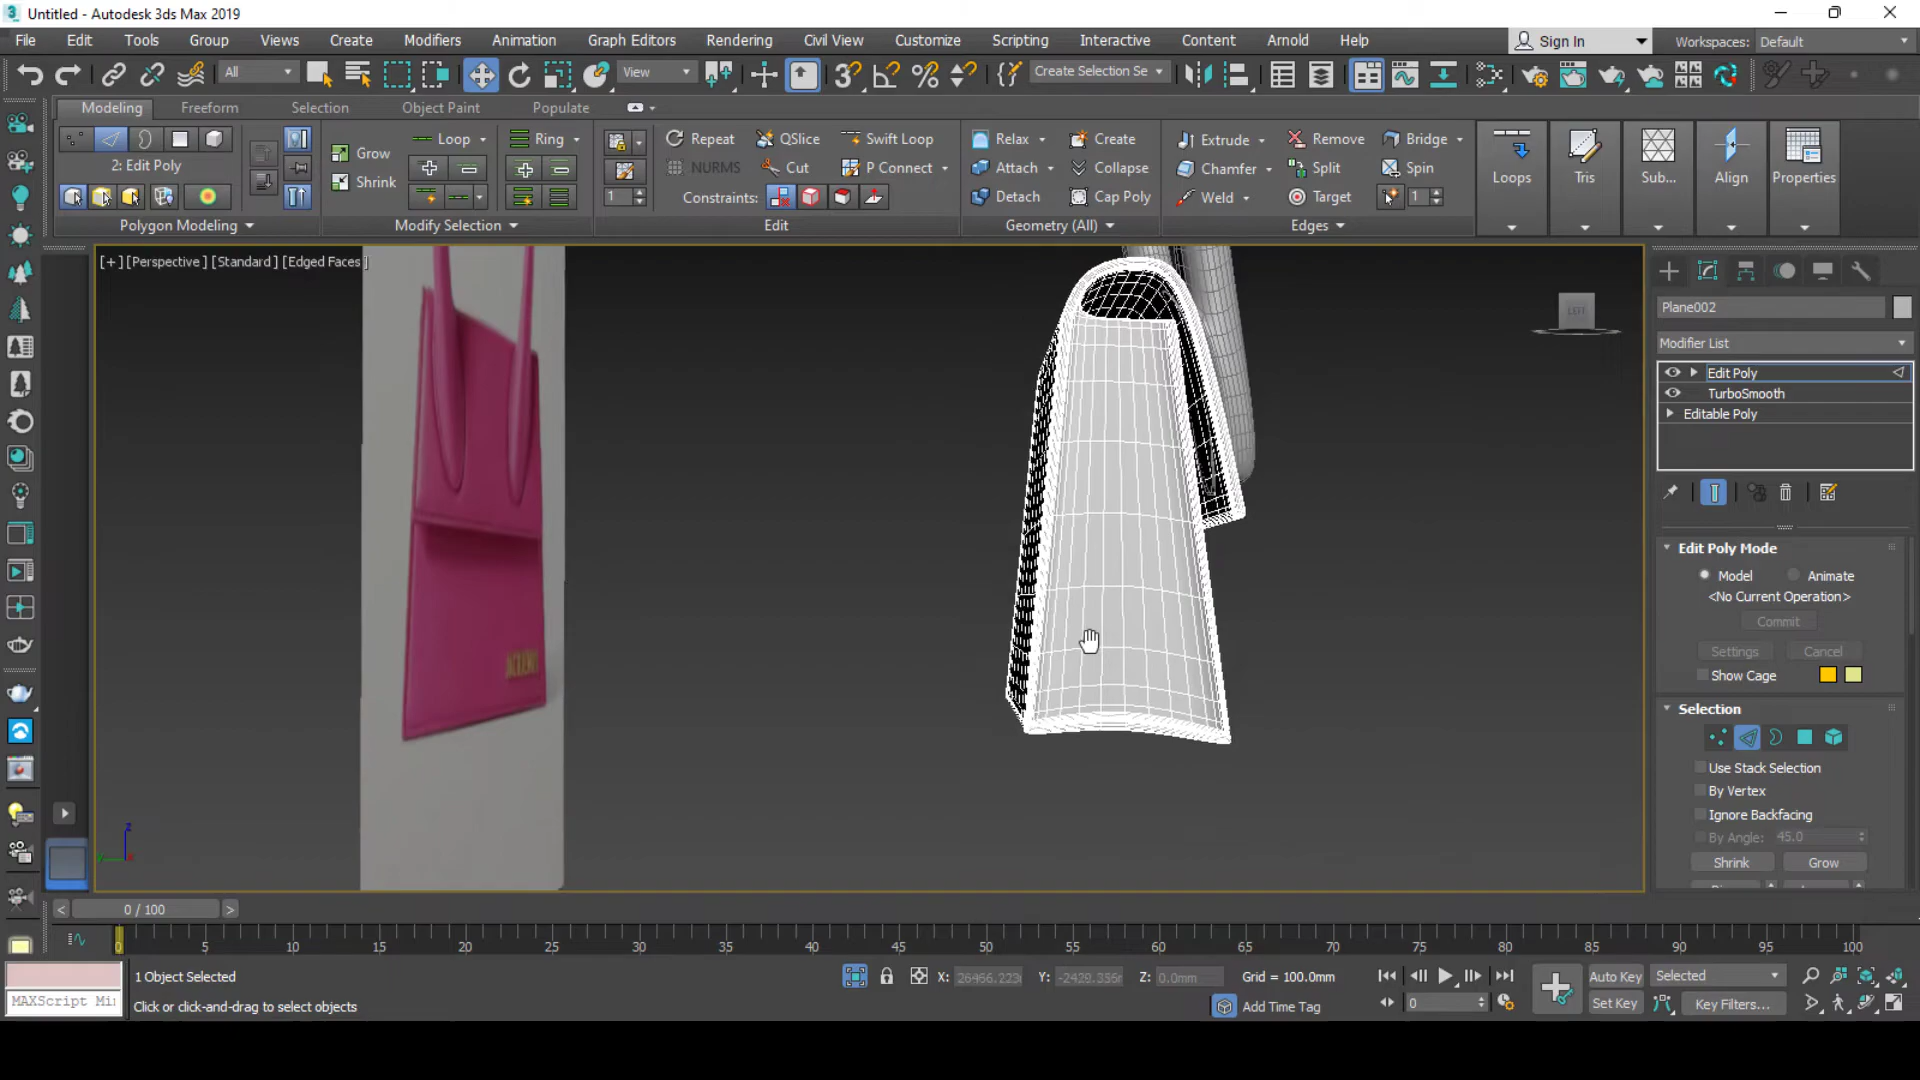 Untitled - Autodesk 3ds Max 2019
File Edit Tools Group Views Create Modifiers Animation Graph Editors Rendering Civil View Customize Scripting Interactive Content Arnold Help Sign In Workspaces: Default
All View Create Selection Se
Modeling Freeform Selection Object Paint Populate
Loop Ring Repeat QSlice Swift Loop Relax Create Extrude Remove Bridge
2: Edit Poly Grow NURMS Cut P Connect Attach Collapse Chamfer Split Spin Loops Tris Sub... Align Properties
Shrink 1 Constraints: Detach Cap Poly Weld Target 1
Polygon Modeling Modify Selection Edit Geometry (All) Edges
[+] [Perspective] [Standard] [Edged Faces]
Plane002
Modifier List
Edit Poly
TurboSmooth
Editable Poly
Edit Poly Mode
Model Animate
<No Current Operation>
Commit
Settings Cancel
Show Cage
Selection
Use Stack Selection
By Vertex
Ignore Backfacing
By Angle: 45.0
Shrink Grow
0 / 100
0 5 10 15 20 25 30 35 40 45 50 55 60 65 70 75 80 85 90 95 100
1 Object Selected X: Y: Z: 0.0mm Grid = 100.0mm Auto Key Selected
MAXScript Mi Click or click-and-drag to select objects Add Time Tag 0 Set Key Key Filters...